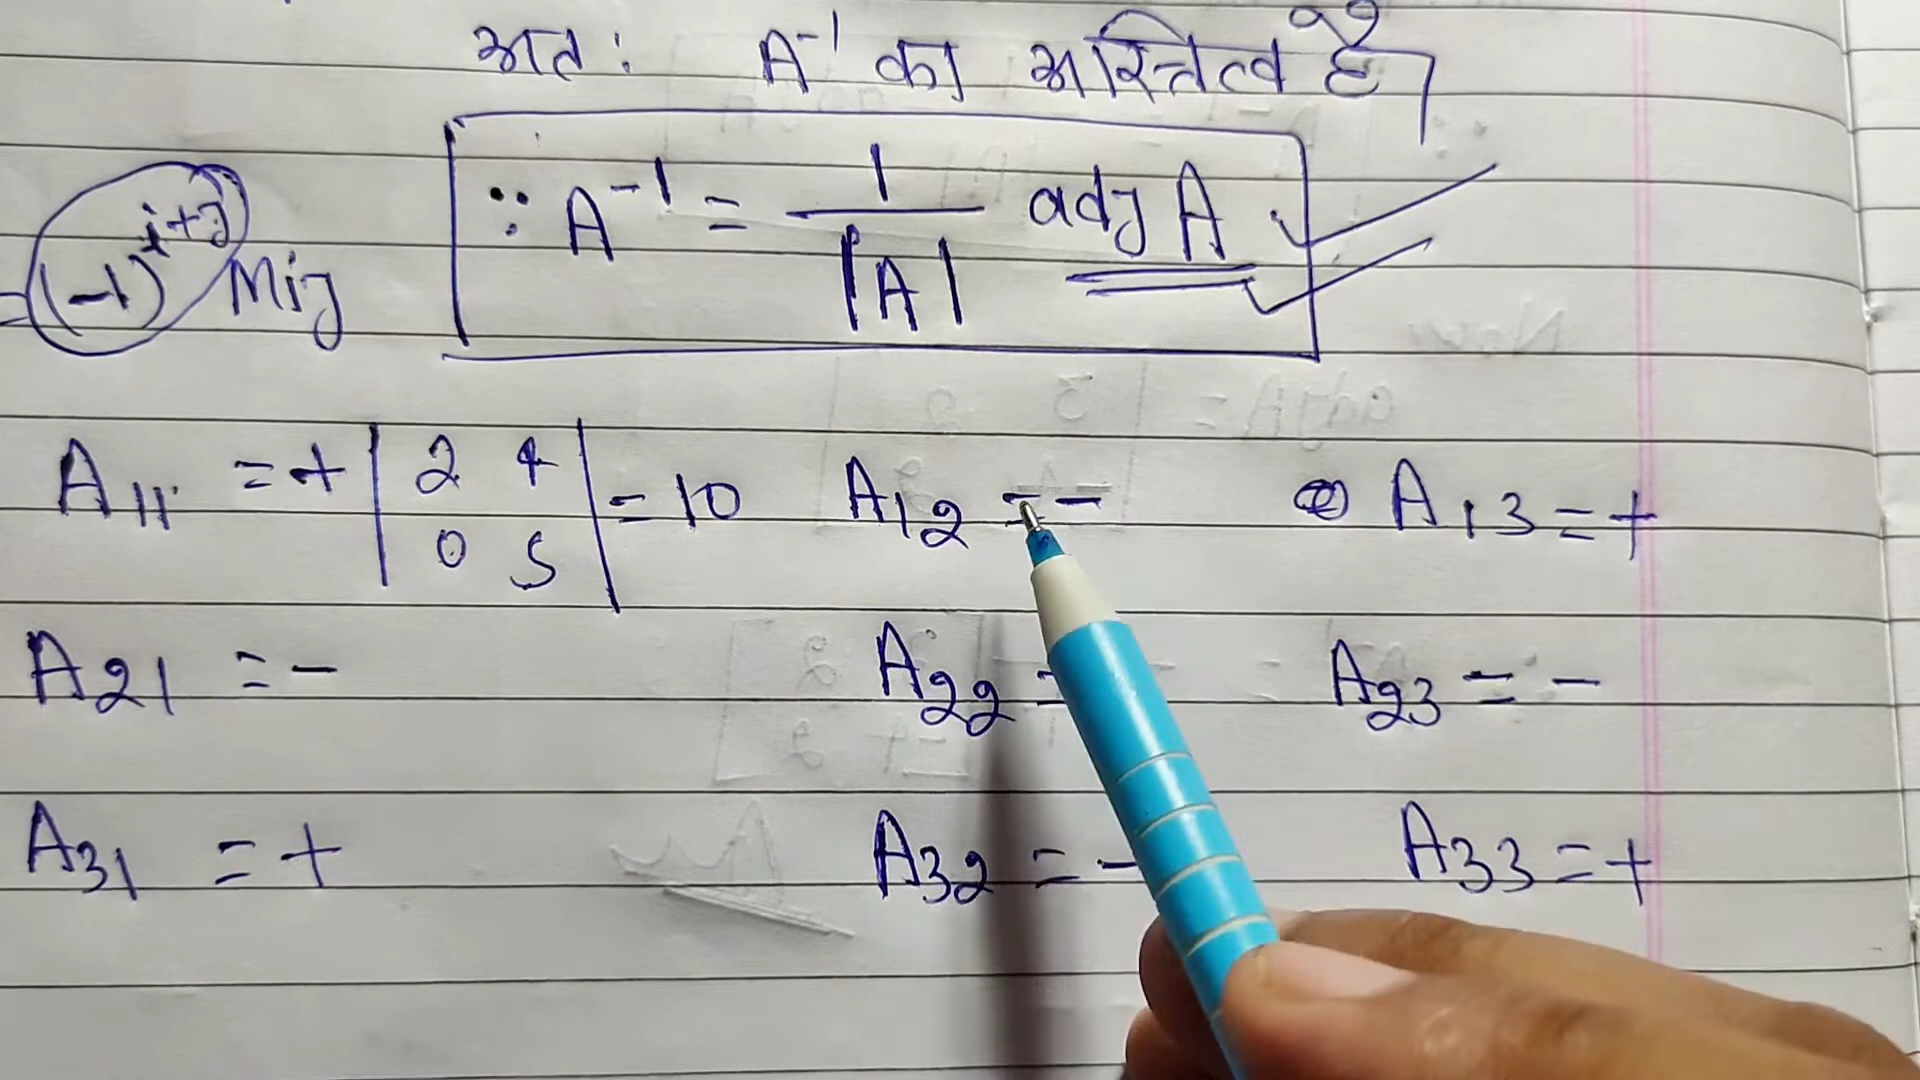 अत: A⁻¹ का अस्तित्व है
∵ A⁻¹ = 1/|A| adj A
= (-1)^(i+j) Mij
A11 = + |2 4; 0 5| = 10 A12 = - A13 = +
A21 = - A22 = A23 = -
A31 = + A32 = - A33 = +